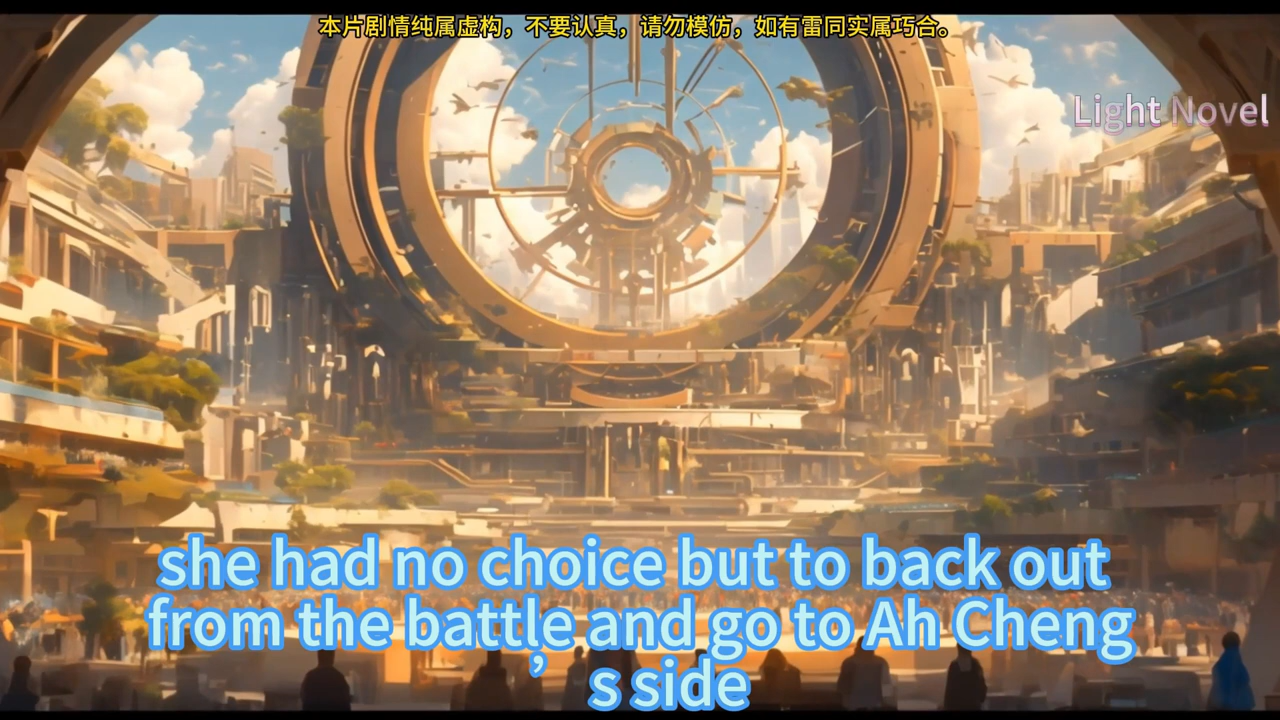 本片剧情纯属虚构，不要认真，请勿模仿，如有雷同实属巧合。
Light Novel
she had no choice but to back out
from the battle and go to Ah Cheng
’s side